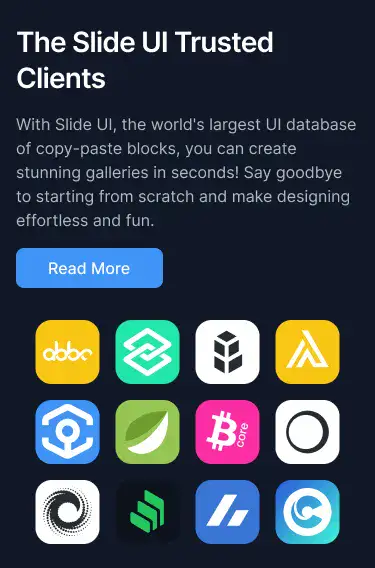 The Slide UI Trusted
Clients
With Slide UI, the world's largest UI database
of copy-paste blocks, you can create
stunning galleries in seconds! Say goodbye
to starting from scratch and make designing
effortless and fun.
Read More
abbc
B core